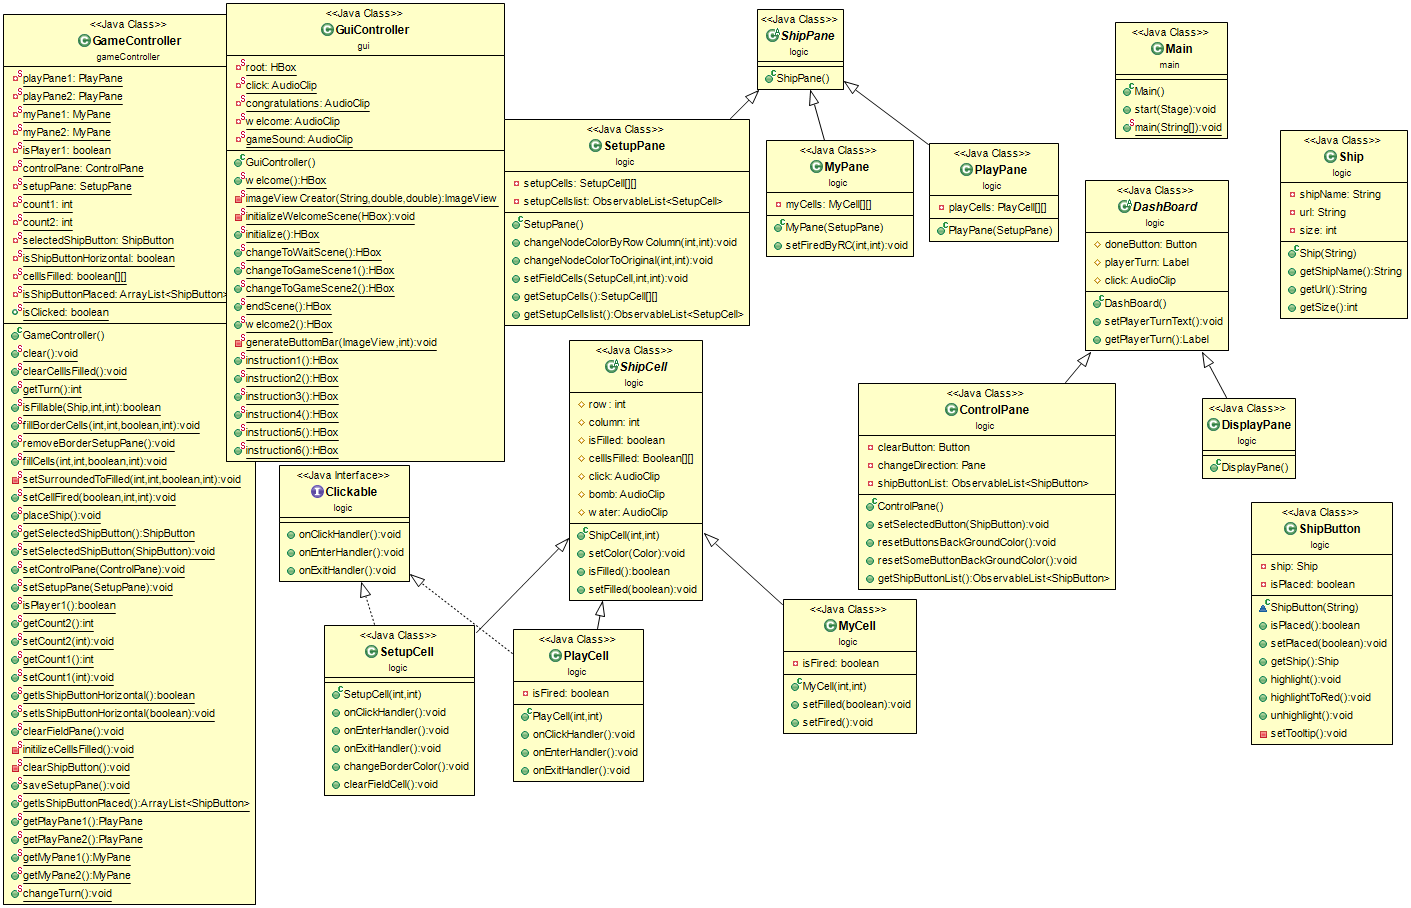 <<Java Class>>
GameController
gameController
playPane1: PlayPane
playPane2: PlayPane
myPane1: MyPane
myPane2: MyPane
isPlayer1: boolean
controlPane: ControlPane
setupPane: SetupPane
count1: int
count2: int
selectedShipButton: ShipButton
isShipButtonHorizontal: boolean
cellIsFilled: boolean[][]
isShipButtonPlaced: ArrayList<ShipButton>
isClicked: boolean
GameController()
clear():void
clearCellIsFilled():void
getTurn():int
isFillable(Ship,int,int):boolean
fillBorderCells(int,int,boolean,int):void
removeBorderSetupPane():void
fillCells(int,int,boolean,int):void
setSurroundedToFilled(int,int,boolean,int):void
setCellFired(boolean,int,int):void
placeShip():void
getSelectedShipButton():ShipButton
setSelectedShipButton(ShipButton):void
setControlPane(ControlPane):void
setSetupPane(SetupPane):void
isPlayer1():boolean
getCount2():int
setCount2(int):void
getCount1():int
setCount1(int):void
getIsShipButtonHorizontal():boolean
setIsShipButtonHorizontal(boolean):void
clearFieldPane():void
initilizeCellIsFilled():void
clearShipButton():void
saveSetupPane():void
getIsShipButtonPlaced():ArrayList<ShipButton>
getPlayPane1():PlayPane
getPlayPane2():PlayPane
getMyPane1():MyPane
getMyPane2():MyPane
changeTurn():void
<<Java Class>>
GuiController
gui
root: HBox
click: AudioClip
congratulations: AudioClip
welcome: AudioClip
gameSound: AudioClip
GuiController()
welcome():HBox
imageViewCreator(String,double,double):ImageView
initializeWelcomeScene(HBox):void
initialize():HBox
changeToWaitScene():HBox
changeToGameScene1():HBox
changeToGameScene2():HBox
endScene():HBox
welcome2():HBox
generateButtomBar(ImageView,int):void
instruction1():HBox
instruction2():HBox
instruction3():HBox
instruction4():HBox
instruction5():HBox
instruction6():HBox
<<Java Interface>>
Clickable
logic
onClickHandler():void
onEnterHandler():void
onExitHandler():void
<<Java Class>>
SetupCell
logic
SetupCell(int,int)
onClickHandler():void
onEnterHandler():void
onExitHandler():void
changeBorderColor():void
clearFieldCell():void
<<Java Class>>
SetupPane
logic
setupCells: SetupCell[][]
setupCellslist: ObservableList<SetupCell>
SetupPane()
changeNodeColorByRowColumn(int,int):void
changeNodeColorToOriginal(int,int):void
setFieldCells(SetupCell,int,int):void
getSetupCells():SetupCell[][]
getSetupCellslist():ObservableList<SetupCell>
<<Java Class>>
ShipCell
logic
row: int
column: int
isFilled: boolean
cellIsFilled: Boolean[][]
click: AudioClip
bomb: AudioClip
water: AudioClip
ShipCell(int,int)
setColor(Color):void
isFilled():boolean
setFilled(boolean):void
<<Java Class>>
PlayCell
logic
isFired: boolean
PlayCell(int,int)
onClickHandler():void
onEnterHandler():void
onExitHandler():void
<<Java Class>>
ShipPane
logic
ShipPane()
<<Java Class>>
MyPane
logic
myCells: MyCell[][]
MyPane(SetupPane)
setFiredByRC(int,int):void
<<Java Class>>
PlayPane
logic
playCells: PlayCell[][]
PlayPane(SetupPane)
<<Java Class>>
MyCell
logic
isFired: boolean
MyCell(int,int)
setFilled(boolean):void
setFired():void
<<Java Class>>
Main
main
Main()
start(Stage):void
main(String[]):void
<<Java Class>>
DashBoard
logic
doneButton: Button
playerTurn: Label
click: AudioClip
DashBoard()
setPlayerTurnText():void
getPlayerTurn():Label
<<Java Class>>
ControlPane
logic
clearButton: Button
changeDirection: Pane
shipButtonList: ObservableList<ShipButton>
ControlPane()
setSelectedButton(ShipButton):void
resetButtonsBackGroundColor():void
resetSomeButtonBackGroundColor():void
getShipButtonList():ObservableList<ShipButton>
<<Java Class>>
DisplayPane
logic
DisplayPane()
<<Java Class>>
Ship
logic
shipName: String
url: String
size: int
Ship(String)
getShipName():String
getUrl():String
getSize():int
<<Java Class>>
ShipButton
logic
ship: Ship
isPlaced: boolean
ShipButton(String)
isPlaced():boolean
setPlaced(boolean):void
getShip():Ship
highlight():void
highlightToRed():void
unhighlight():void
setTooltip():void